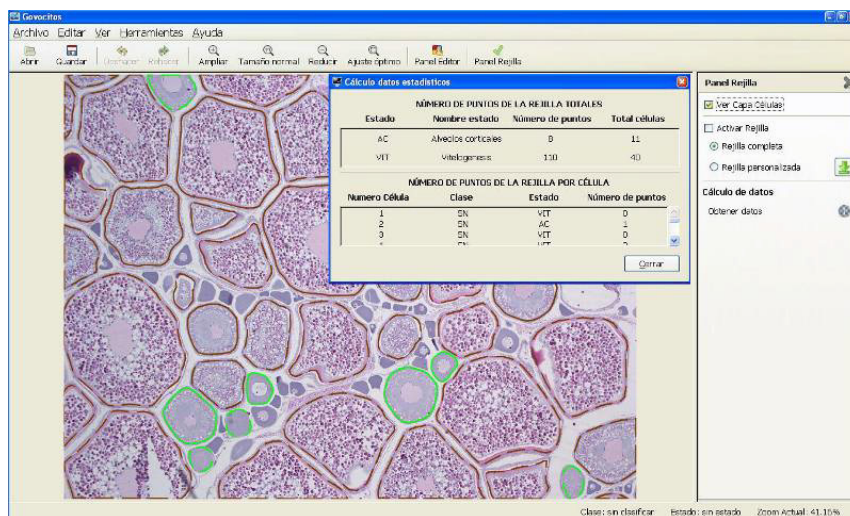 Govocitos
Archivo Editar Ver Herramientas Ayuda
Abrir Guardar Deshacer Rehacer Ampliar Tamaño normal Reducir Ajuste óptimo Panel Editor Panel Rejilla
Cálculo datos estadísticos
NÚMERO DE PUNTOS DE LA REJILLA TOTALES
Estado Nombre estado Número de puntos Total células
AC Alveolos corticales 8 11
VIT Vitelogenesis 110 40
NÚMERO DE PUNTOS DE LA REJILLA POR CÉLULA
Numero Célula Clase Estado Número de puntos
1 SN VIT 0
2 SN AC 1
3 SN VIT 0
SN VIT
Cerrar
Panel Rejilla
Ver Capa Células
Activar Rejilla
Rejilla completa
Rejilla personalizada
Cálculo de datos
Obtener datos
Clase: sin clasificar Estado: sin estado Zoom Actual: 41.16%